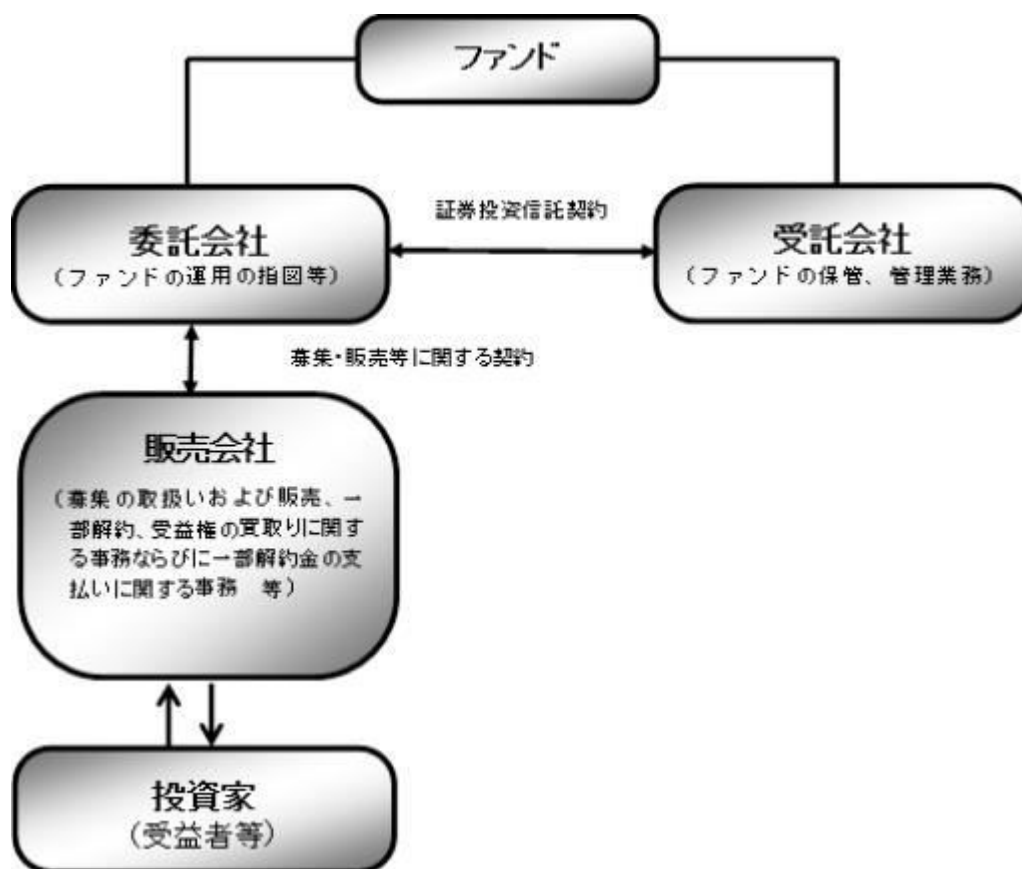 ファンド
証券投資信託契約
委託会社
(ファンドの運用の指図等)
受託会社
(ファンドの保管、管理業務)
募集・販売等に関する契約
販売会社
(募集の取扱いおよび販売、一
部解約、受益権の買取りに関す
る事務ならびに一部解約金の支
払いに関する事務 等)
投資家
(受益者等)